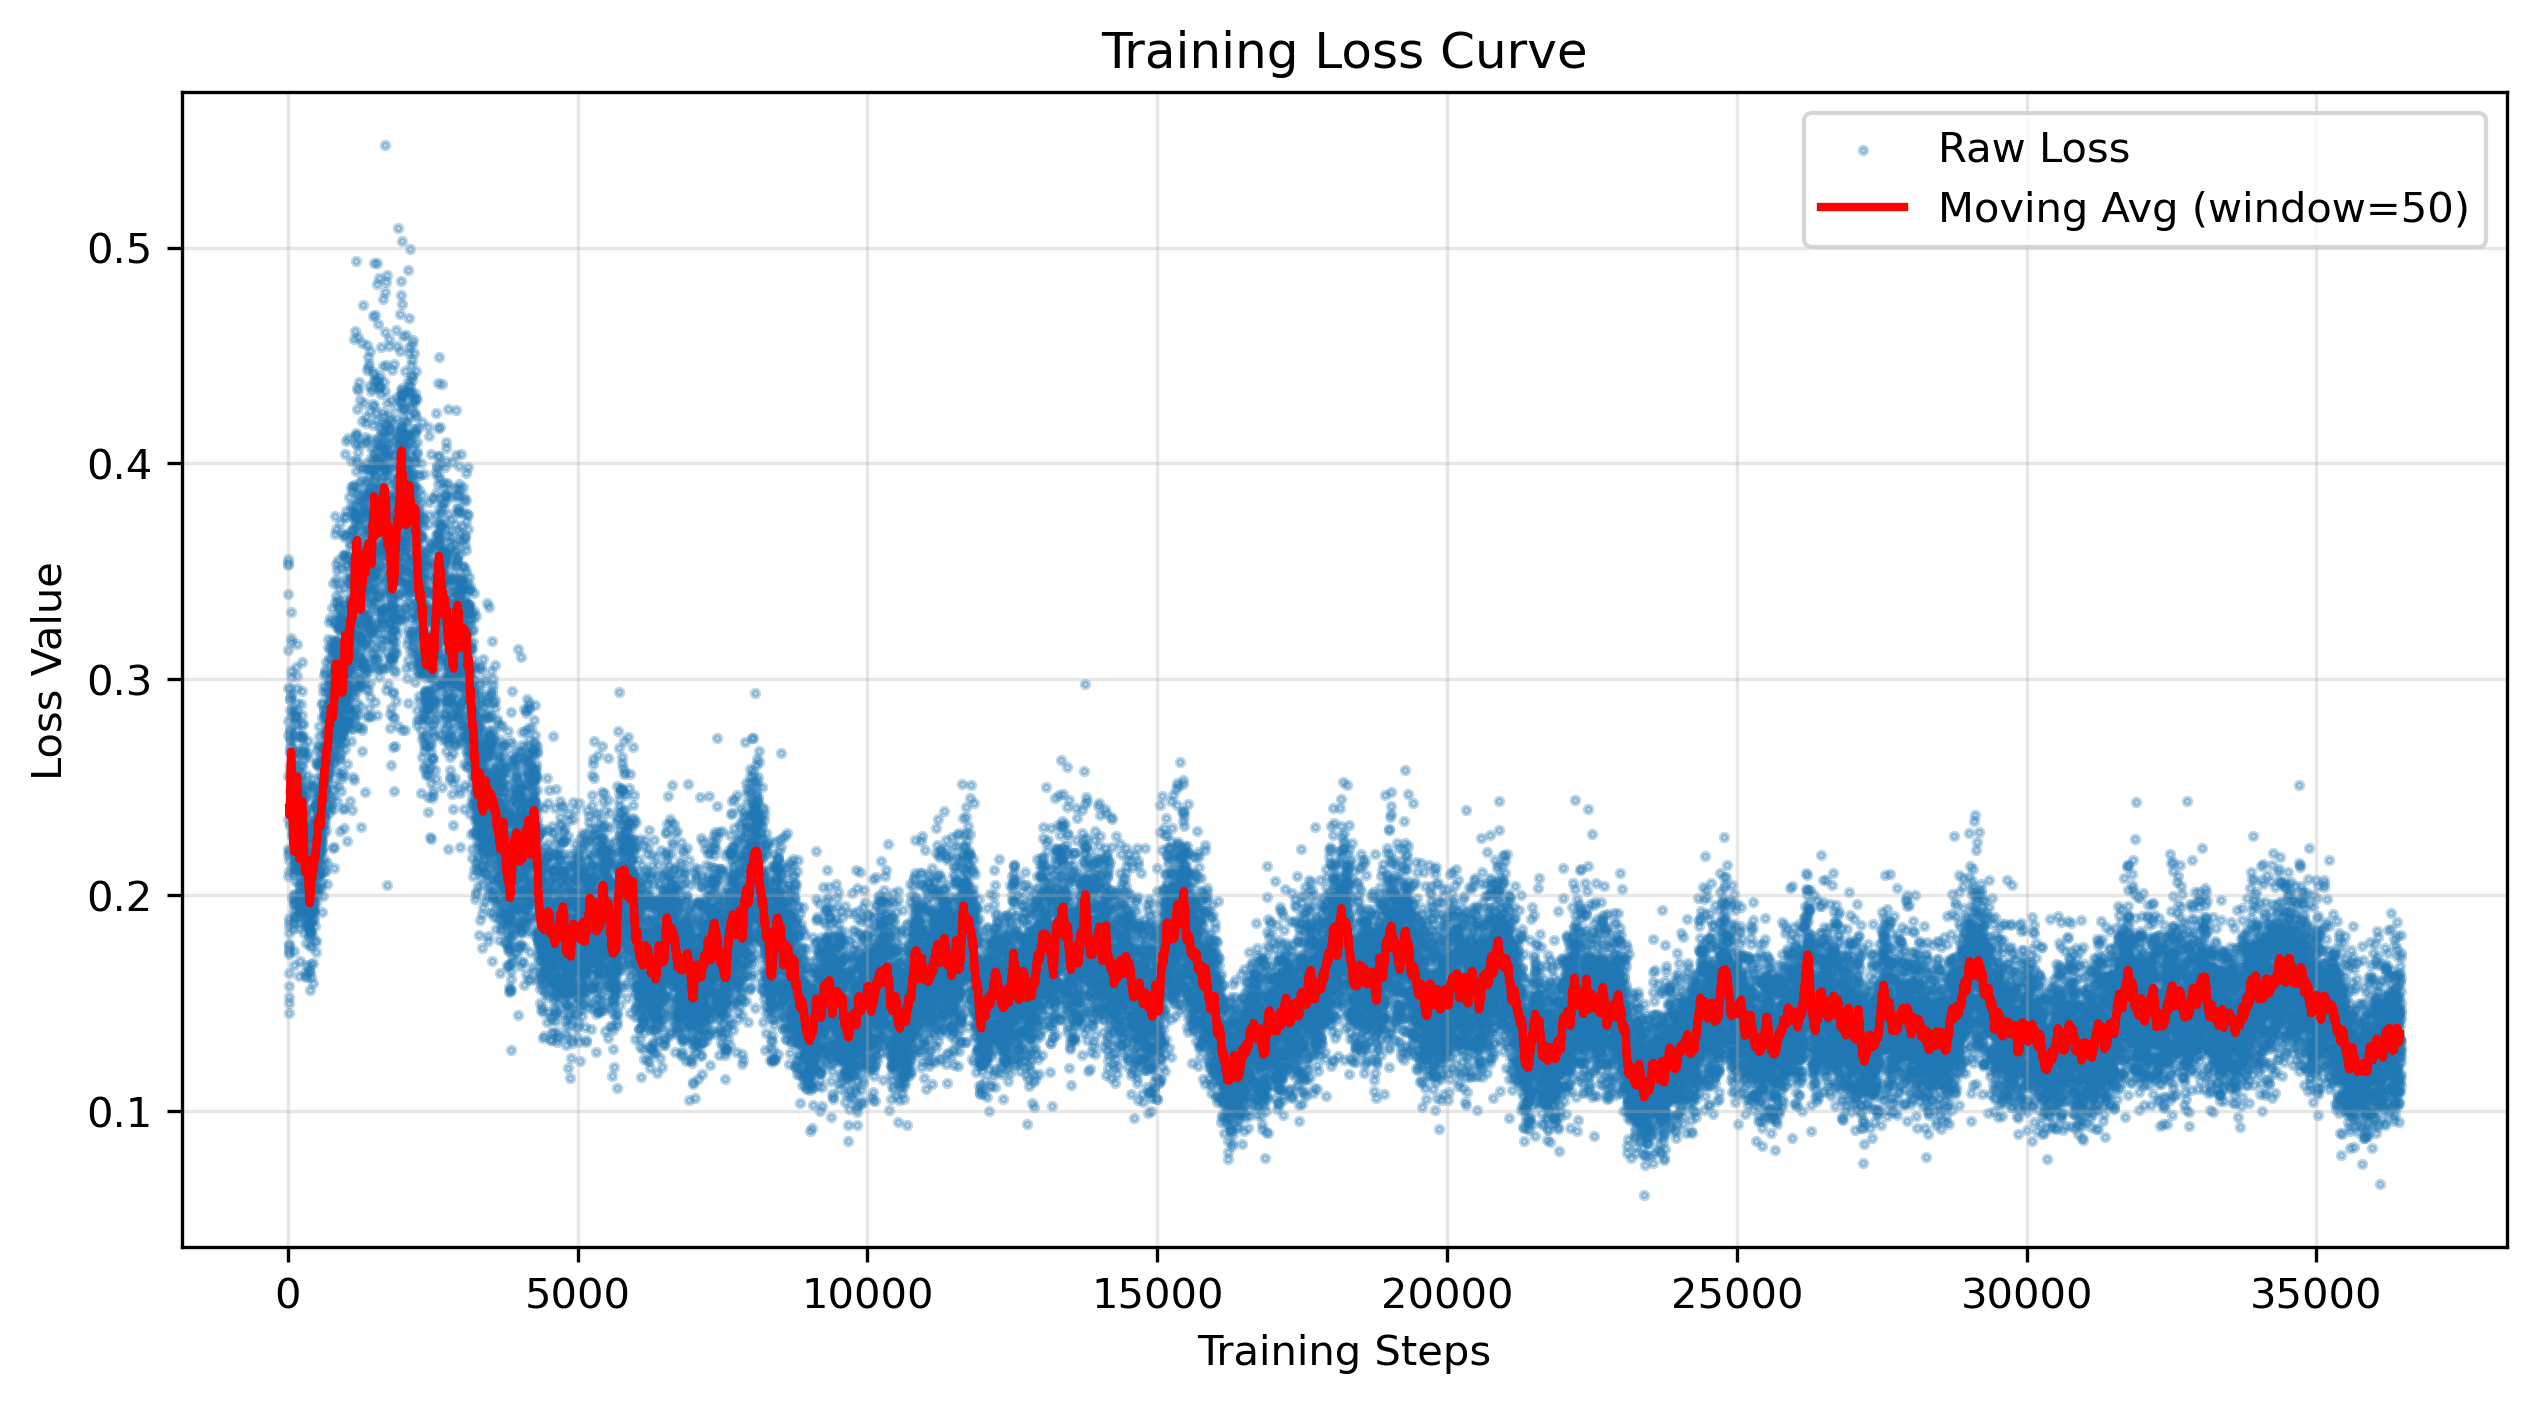 Training Loss Curve
Raw Loss
Moving Avg (window=50)
Loss Value
0.5
0.4
0.3
0.2
0.1
0 5000 10000 15000 20000 25000 30000 35000
Training Steps